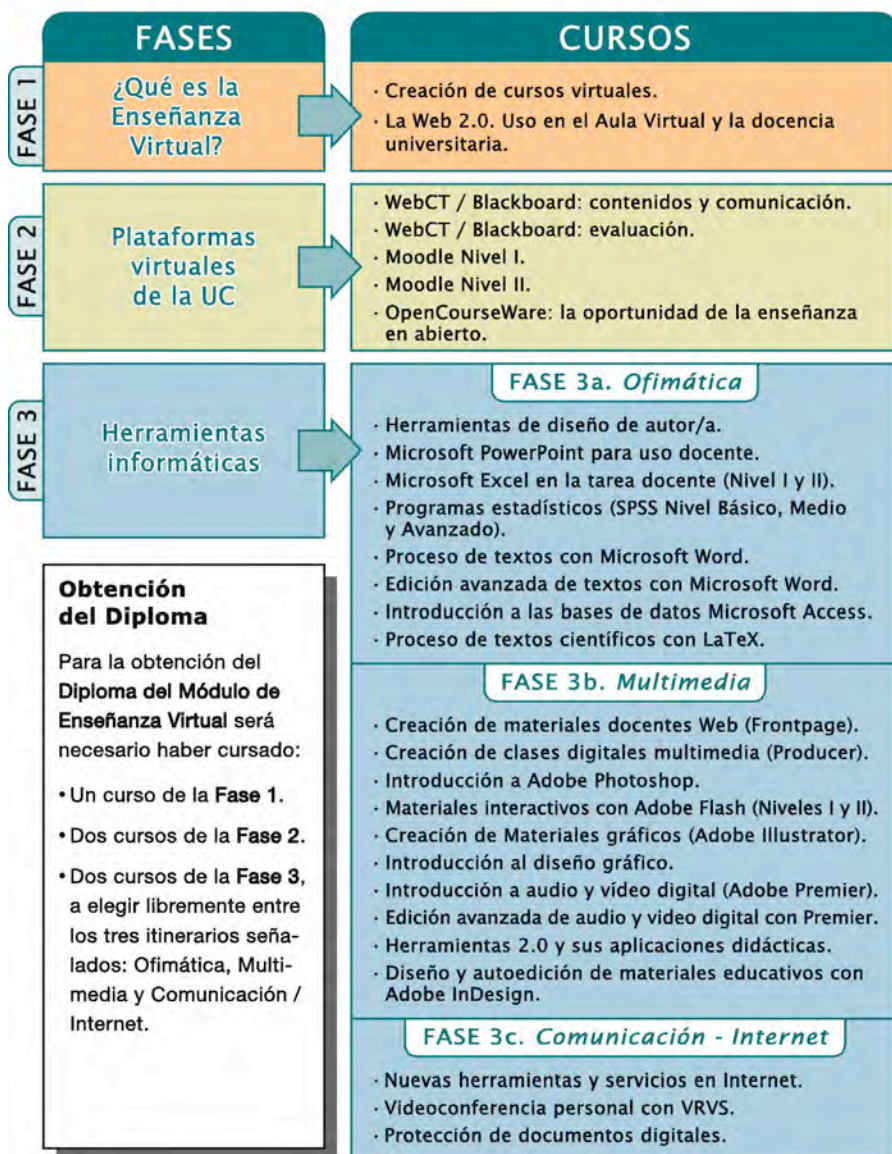 FASES
CURSOS
FASE 1
¿Qué es la
Enseñanza
Virtual?
· Creación de cursos virtuales.
· La Web 2.0. Uso en el Aula Virtual y la docencia
universitaria.
FASE 2
Plataformas
virtuales
de la UC
· WebCT / Blackboard: contenidos y comunicación.
· WebCT / Blackboard: evaluación.
· Moodle Nivel I.
· Moodle Nivel II.
· OpenCourseWare: la oportunidad de la enseñanza
en abierto.
FASE 3
Herramientas
informáticas
FASE 3a. Ofimática
· Herramientas de diseño de autor/a.
· Microsoft PowerPoint para uso docente.
· Microsoft Excel en la tarea docente (Nivel I y II).
· Programas estadísticos (SPSS Nivel Básico, Medio
y Avanzado).
· Proceso de textos con Microsoft Word.
· Edición avanzada de textos con Microsoft Word.
· Introducción a las bases de datos Microsoft Access.
· Proceso de textos científicos con LaTeX.
FASE 3b. Multimedia
· Creación de materiales docentes Web (Frontpage).
· Creación de clases digitales multimedia (Producer).
· Introducción a Adobe Photoshop.
· Materiales interactivos con Adobe Flash (Niveles I y II).
· Creación de Materiales gráficos (Adobe Illustrator).
· Introducción al diseño gráfico.
· Introducción a audio y vídeo digital (Adobe Premier).
· Edición avanzada de audio y video digital con Premier.
· Herramientas 2.0 y sus aplicaciones didácticas.
· Diseño y autoedición de materiales educativos con
Adobe InDesign.
FASE 3c. Comunicación - Internet
· Nuevas herramientas y servicios en Internet.
· Videoconferencia personal con VRVS.
· Protección de documentos digitales.
Obtención
del Diploma
Para la obtención del
Diploma del Módulo de
Enseñanza Virtual será
necesario haber cursado:
• Un curso de la Fase 1.
• Dos cursos de la Fase 2.
• Dos cursos de la Fase 3,
a elegir libremente entre
los tres itinerarios seña-
lados: Ofimática, Multi-
media y Comunicación /
Internet.